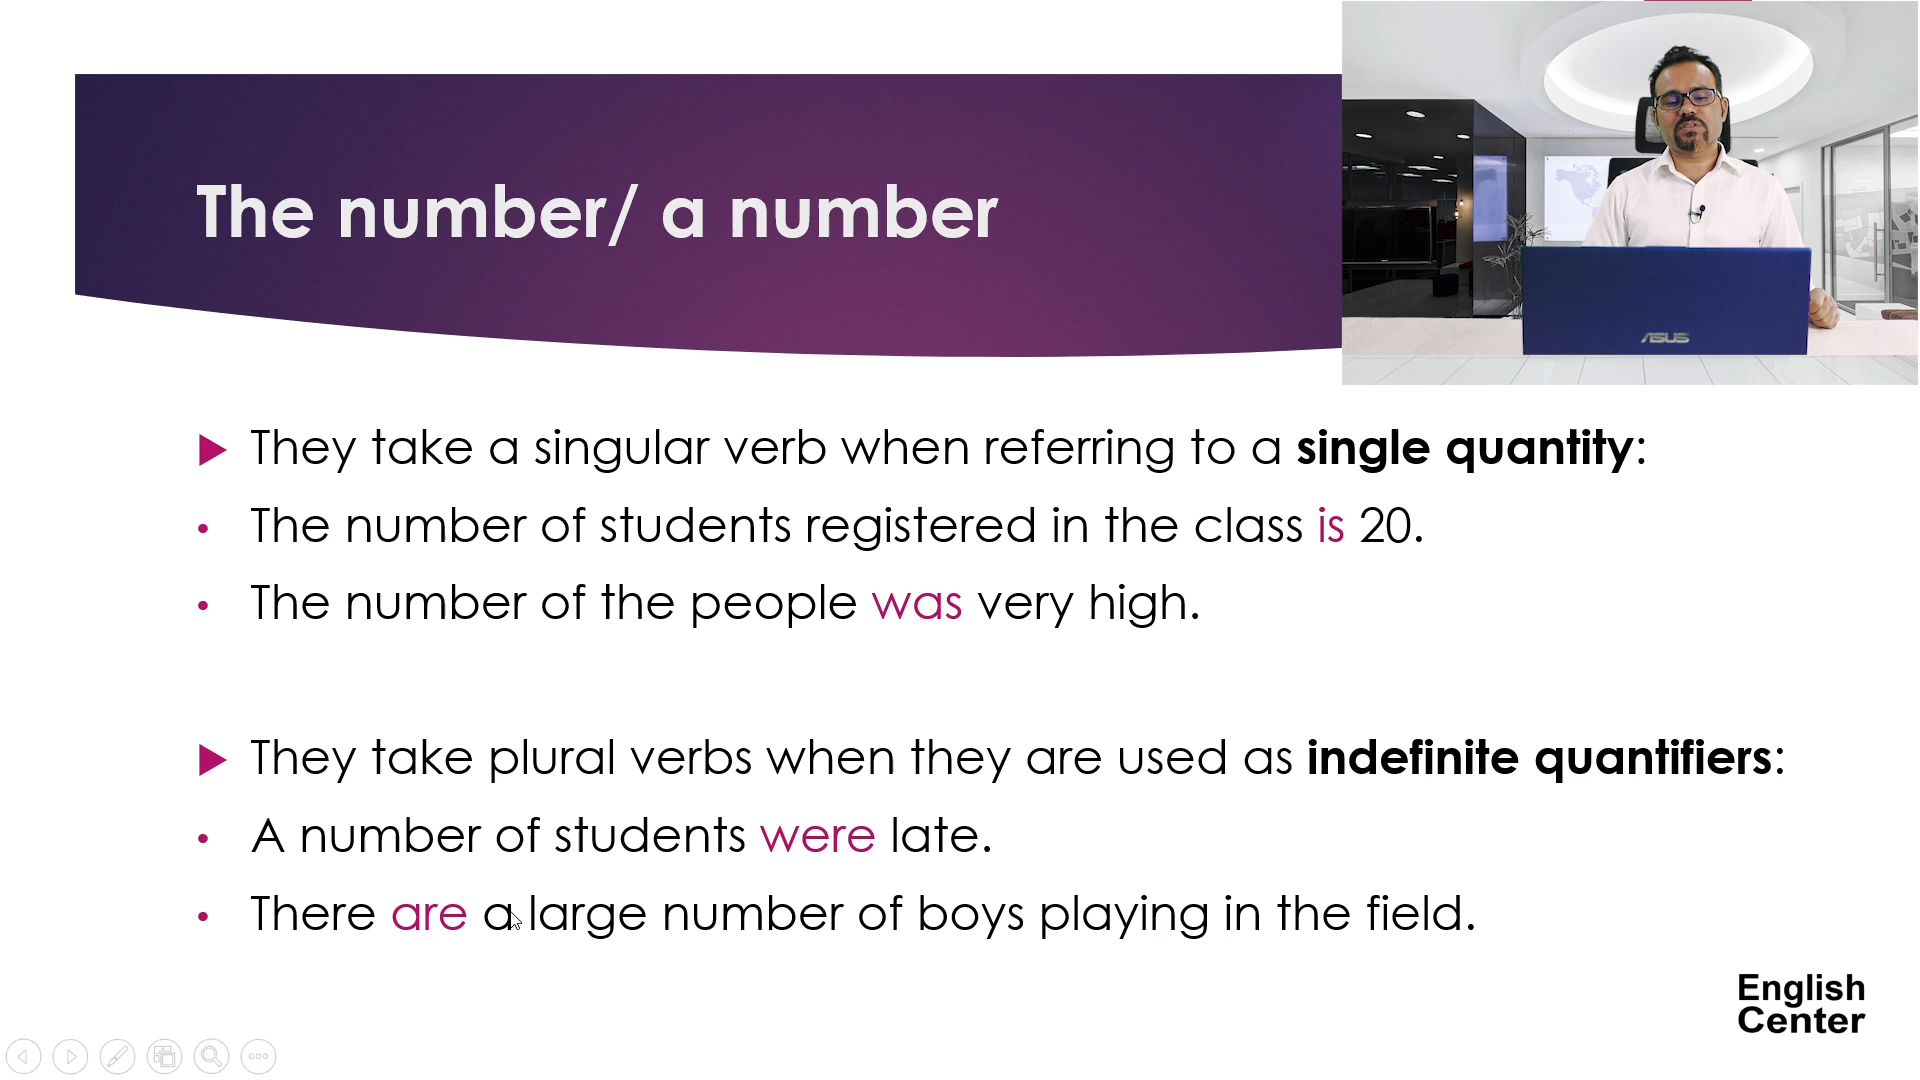 The number/ a number
They take a singular verb when referring to a single quantity:
The number of students registered in the class is 20.
The number of the people was very high.
They take plural verbs when they are used as indefinite quantifiers:
A number of students were late.
There are a large number of boys playing in the field.
ASUS
English
Center